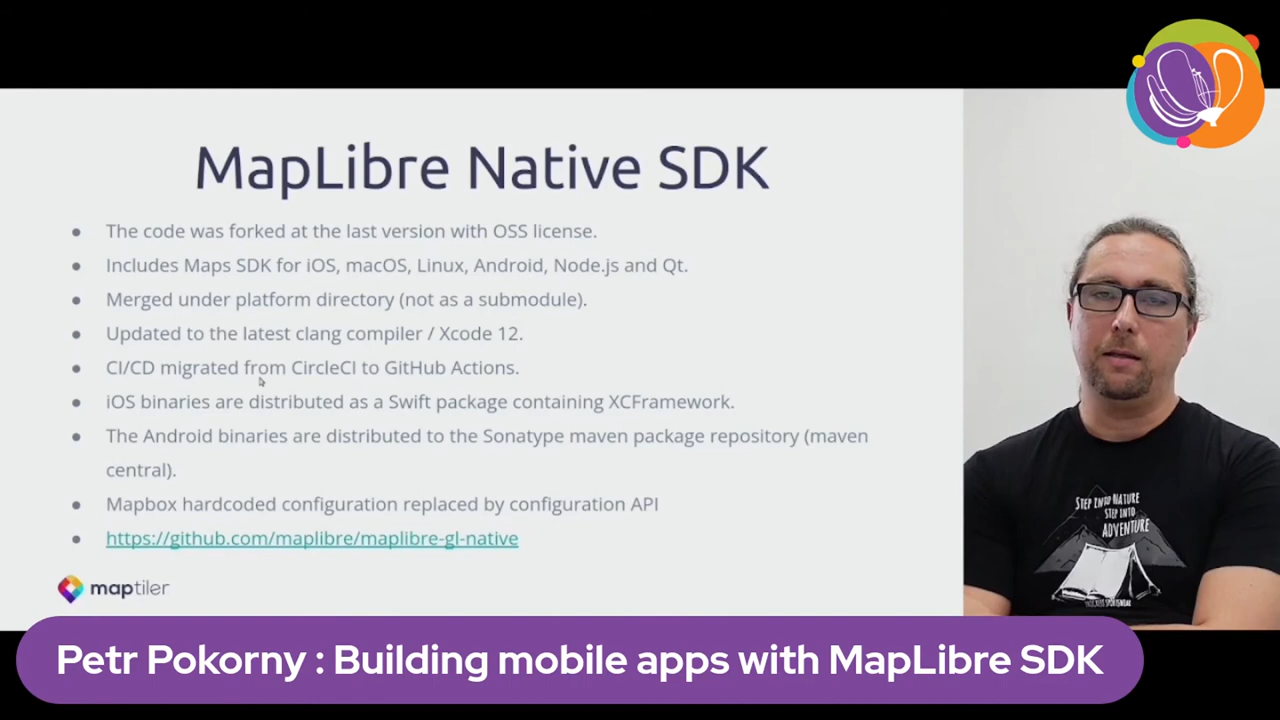 MapLibre Native SDK
● The code was forked at the last version with OSS license.
● Includes Maps SDK for iOS, macOS, Linux, Android, Node.js and Qt.
● Merged under platform directory (not as a submodule).
● Updated to the latest clang compiler / Xcode 12.
● CI/CD migrated from CircleCI to GitHub Actions.
● iOS binaries are distributed as a Swift package containing XCFramework.
● The Android binaries are distributed to the Sonatype maven package repository (maven
central).
● Mapbox hardcoded configuration replaced by configuration API
● https://github.com/maplibre/maplibre-gl-native
maptiler
STEP INTO NATURE
STEP INTO
ADVENTURE
Petr Pokorny : Building mobile apps with MapLibre SDK